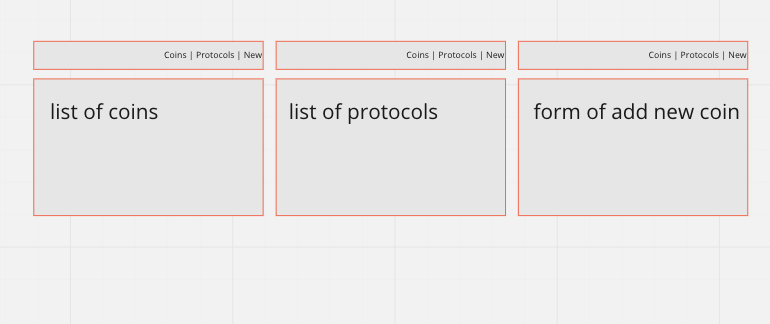 Coins | Protocols | New
list of coins
Coins | Protocols | New
list of protocols
Coins | Protocols | New
form of add new coin